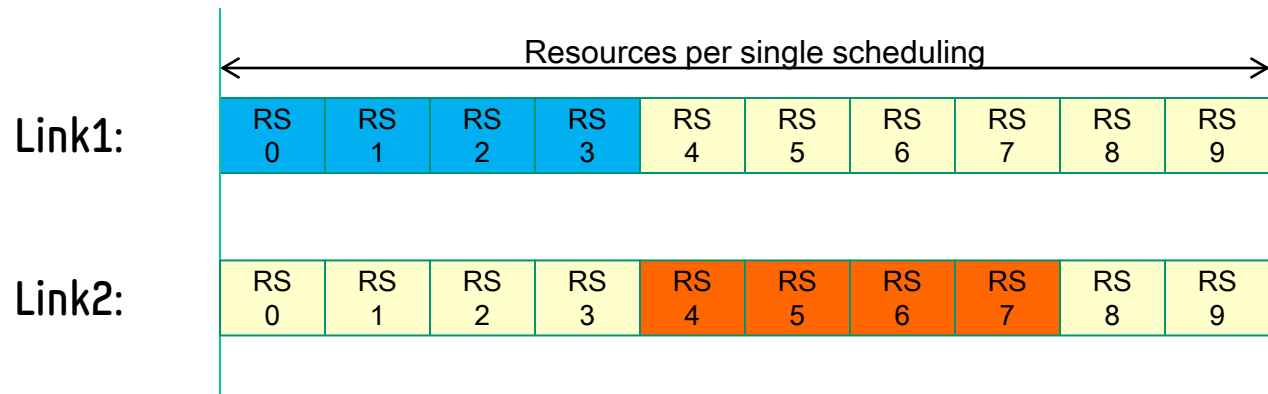 Resources per single scheduling
Link1:
RS RS RS RS RS RS RS RS RS RS
0 1 2 3 4 5 6 7 8 9
Link2:
RS RS RS RS RS RS RS RS RS RS
0 1 2 3 4 5 6 7 8 9